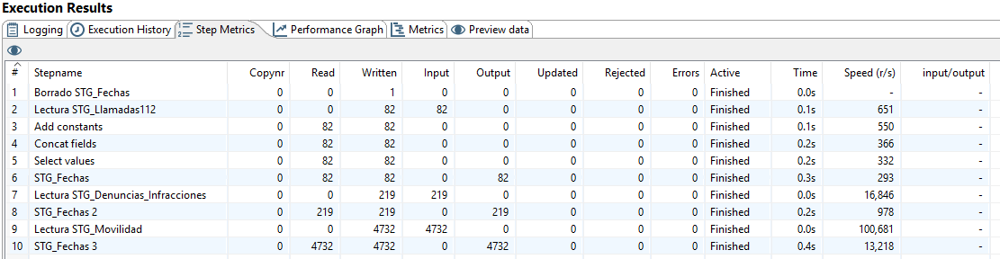 Execution Results
Logging Execution History Step Metrics Performance Graph Metrics Preview data
# Stepname Copynr Read Written Input Output Updated Rejected Errors Active Time Speed (r/s) input/output
1 Borrado STG_Fechas 0 0 1 0 0 0 0 0 Finished 0.0s - -
2 Lectura STG_Llamadas112 0 0 82 82 0 0 0 0 Finished 0.1s 651 -
3 Add constants 0 82 82 0 0 0 0 0 Finished 0.1s 550 -
4 Concat fields 0 82 82 0 0 0 0 0 Finished 0.2s 366 -
5 Select values 0 82 82 0 0 0 0 0 Finished 0.2s 332 -
6 STG_Fechas 0 82 82 0 82 0 0 0 Finished 0.3s 293 -
7 Lectura STG_Denuncias_Infracciones 0 0 219 219 0 0 0 0 Finished 0.0s 16,846 -
8 STG_Fechas 2 0 219 219 0 219 0 0 0 Finished 0.2s 978 -
9 Lectura STG_Movilidad 0 0 4732 4732 0 0 0 0 Finished 0.0s 100,681 -
10 STG_Fechas 3 0 4732 4732 0 4732 0 0 0 Finished 0.4s 13,218 -